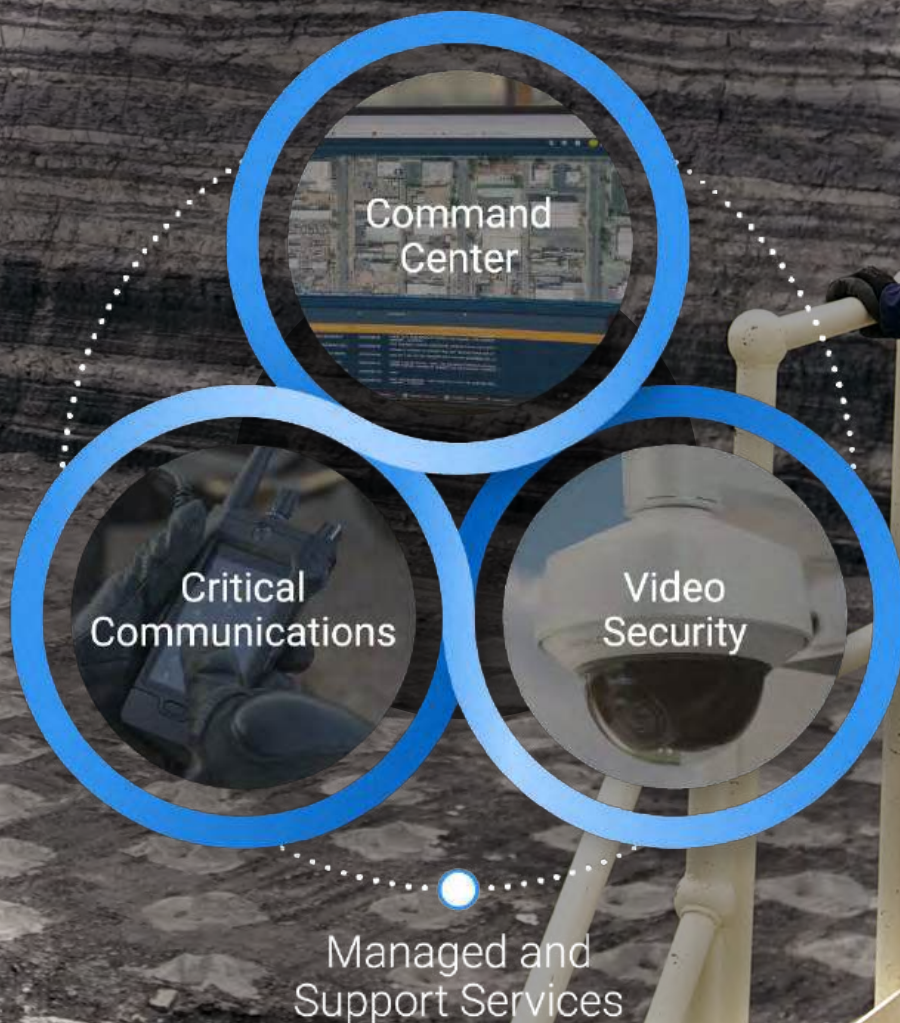 Command
Center
Critical
Communications
Video
Security
Managed and
Support Services